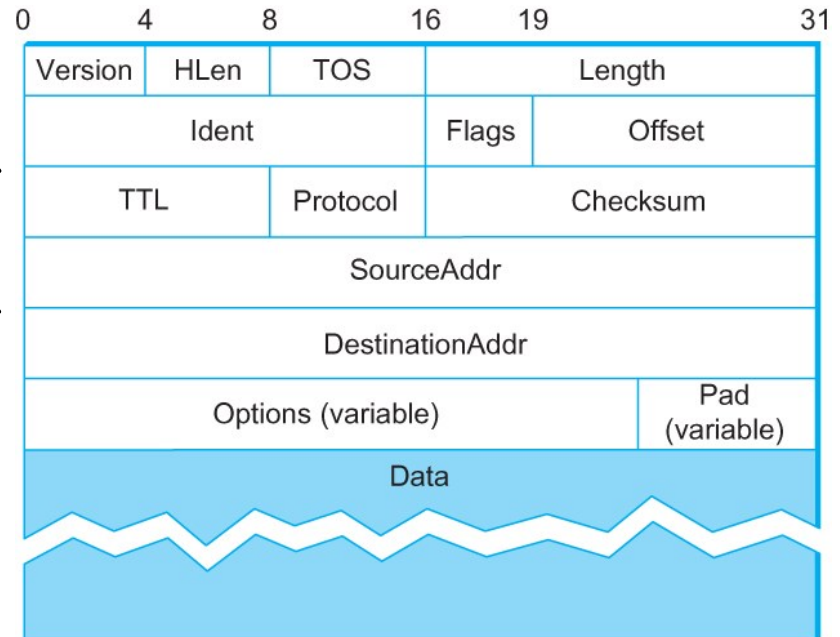 0 4 8 16 19 31
Version HLen TOS Length
Ident Flags Offset
TTL Protocol Checksum
SourceAddr
DestinationAddr
Options (variable) Pad
(variable)
Data